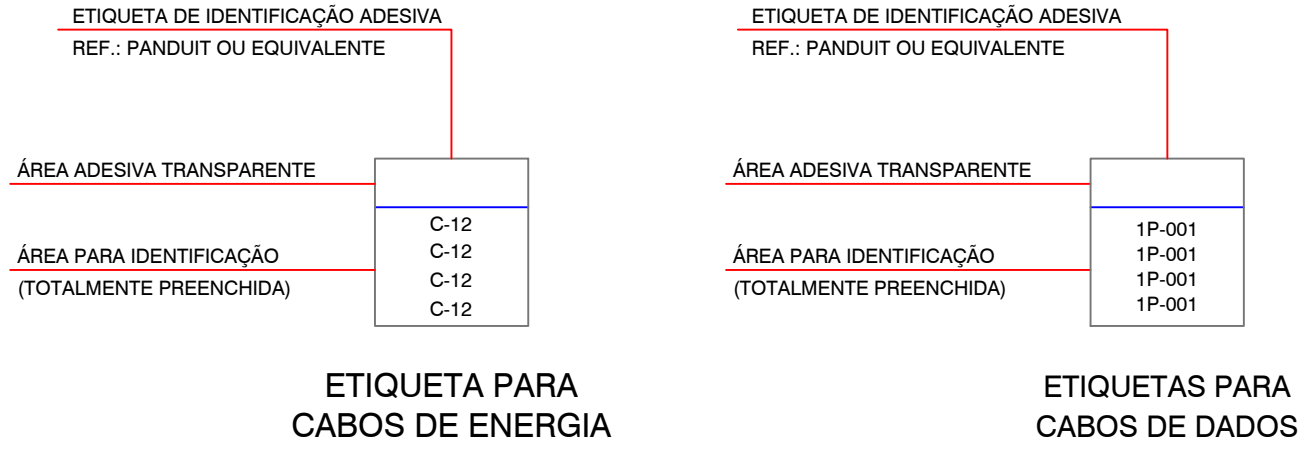 ETIQUETA DE IDENTIFICAÇÃO ADESIVA
REF.: PANDUIT OU EQUIVALENTE
ÁREA ADESIVA TRANSPARENTE
ÁREA PARA IDENTIFICAÇÃO
(TOTALMENTE PREENCHIDA)
C-12
C-12
C-12
C-12
ETIQUETA PARA
CABOS DE ENERGIA
ETIQUETA DE IDENTIFICAÇÃO ADESIVA
REF.: PANDUIT OU EQUIVALENTE
ÁREA ADESIVA TRANSPARENTE
ÁREA PARA IDENTIFICAÇÃO
(TOTALMENTE PREENCHIDA)
1P-001
1P-001
1P-001
1P-001
ETIQUETAS PARA
CABOS DE DADOS